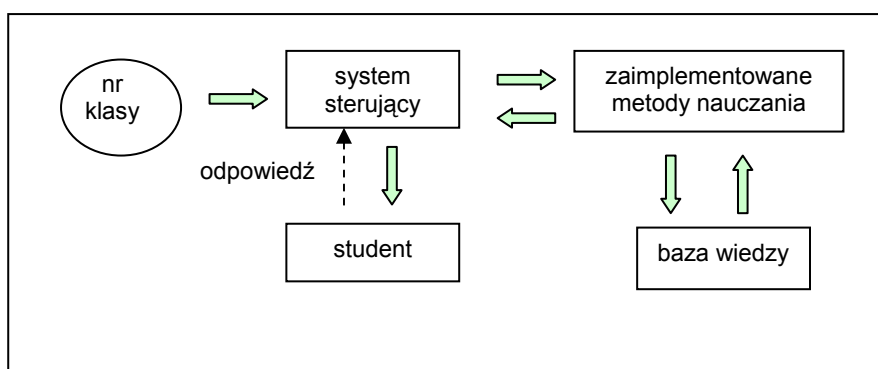 nr
klasy
system
sterujący
zaimplementowane
metody nauczania
odpowiedź
student
baza wiedzy